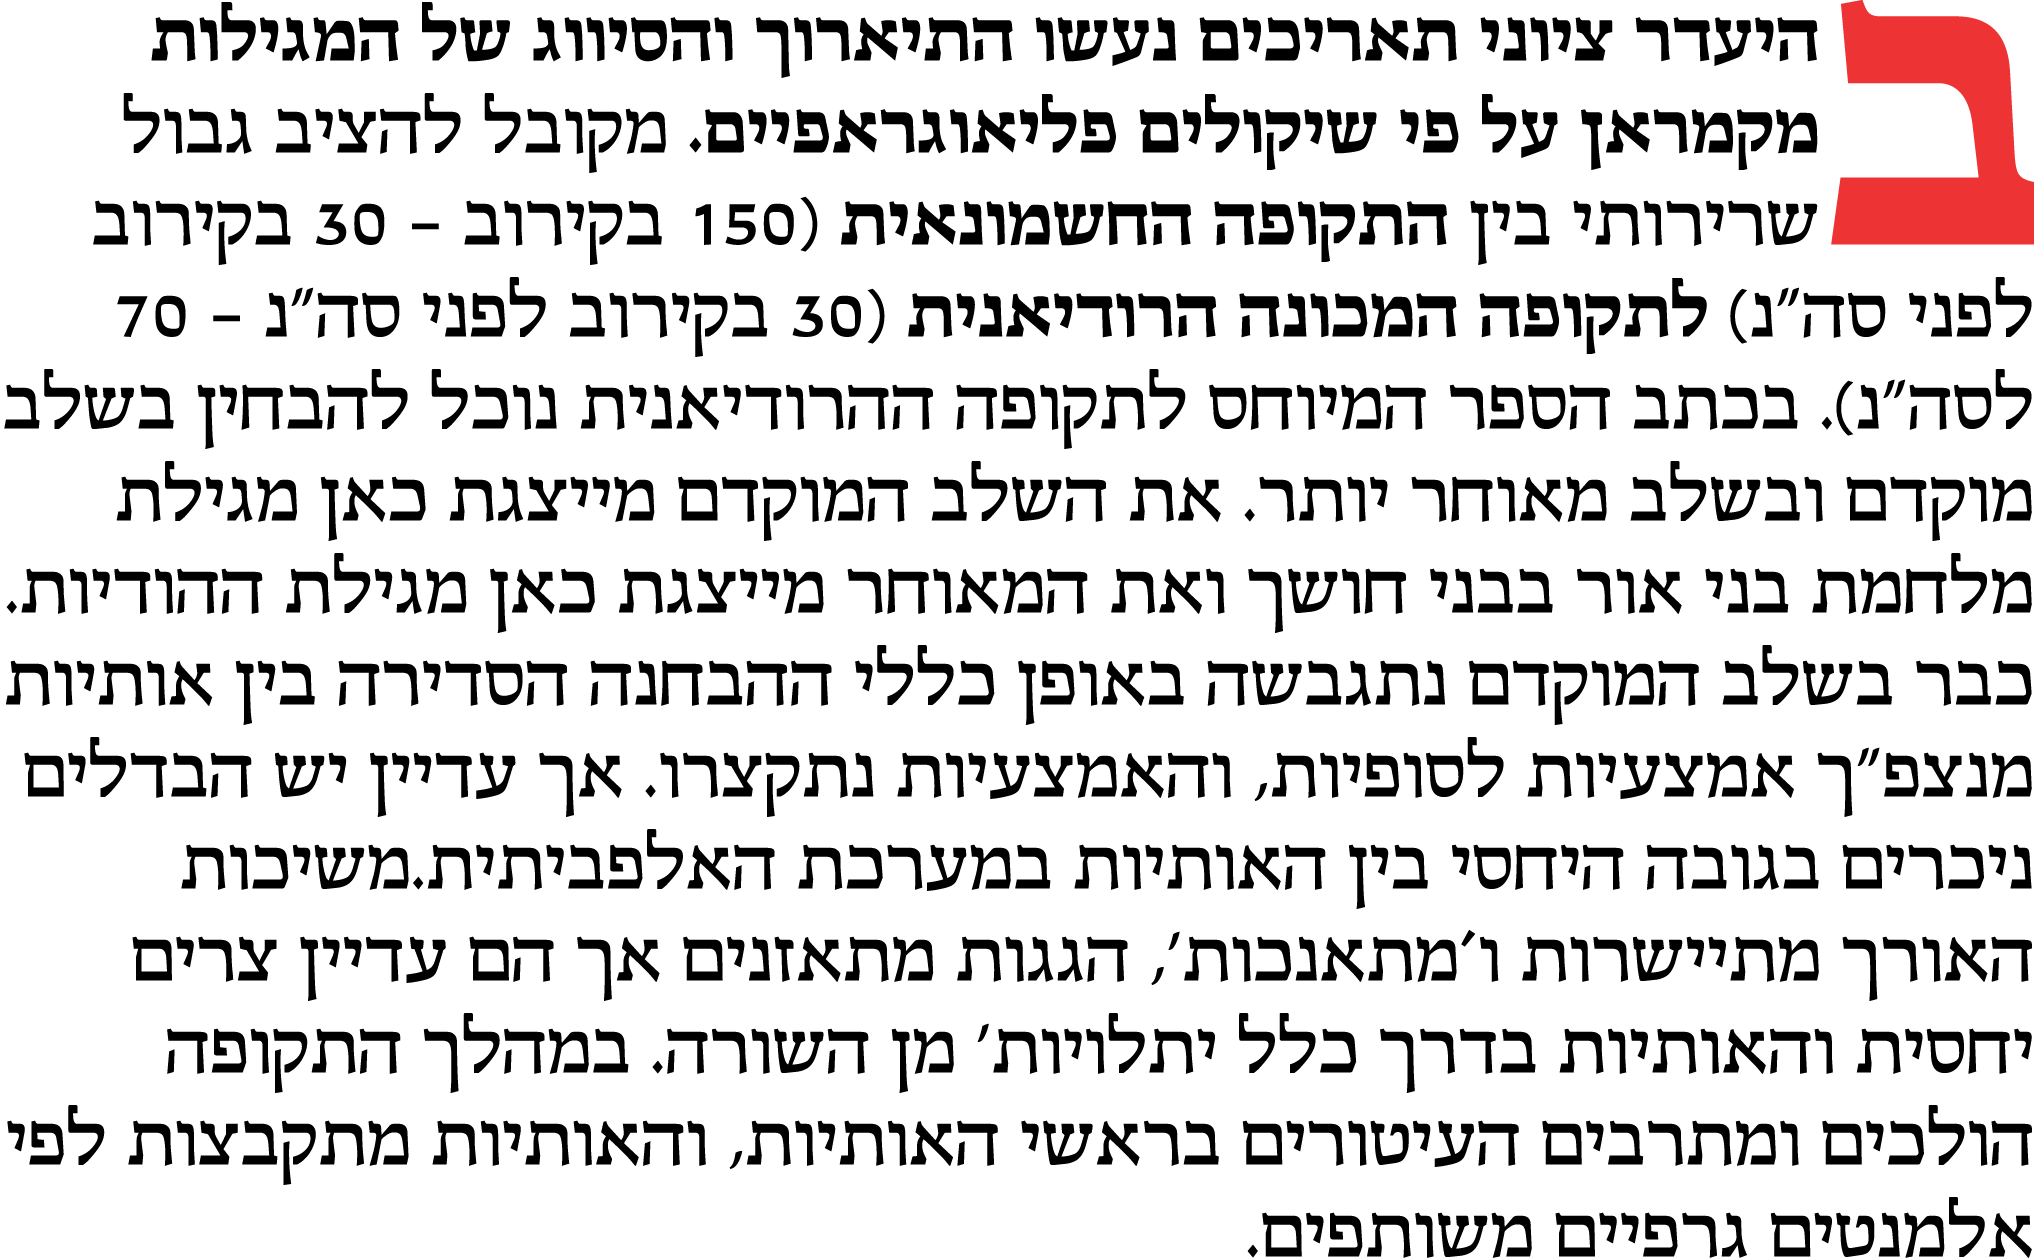 בהיעדר ציוני תאריכים נעשו התיארוך והסיווג של המגילות
מקמראן על פי שיקולים פליאוגראפיים. מקובל להציב גבול
שרירותי בין התקופה החשמונאית (150 בקירוב – 30 בקירוב
לפני סה״נ) לתקופה המכונה הרודיאנית (30 בקירוב לפני סה״נ – 70
לסה״נ). בכתב הספר המיוחס לתקופה ההרודיאנית נוכל להבחין בשלב
מוקדם ובשלב מאוחר יותר. את השלב המוקדם מייצגת כאן מגילת
מלחמת בני אור בבני חושך ואת המאוחר מייצגת כאן מגילת ההודיות.
כבר בשלב המוקדם נתגבשה באופן כללי ההבחנה הסדירה בין אותיות
מנצפ״ך אמצעיות לסופיות, והאמצעיות נתקצרו. אך עדיין יש הבדלים
ניכרים בגובה היחסי בין האותיות במערכת האלפביתית.משיכות
האורך מתיישרות ו׳מתאנכות׳, הגגות מתאזנים אך הם עדיין צרים
יחסית והאותיות בדרך כלל יתלויות׳ מן השורה. במהלך התקופה
הולכים ומתרבים העיטורים בראשי האותיות, והאותיות מתקבצות לפי
אלמנטים גרפיים משותפים.